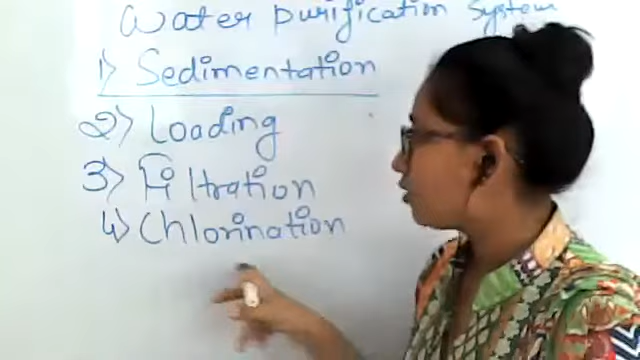 Water purification system
1) Sedimentation
2) Loading
3) Filtration
4) Chlorination